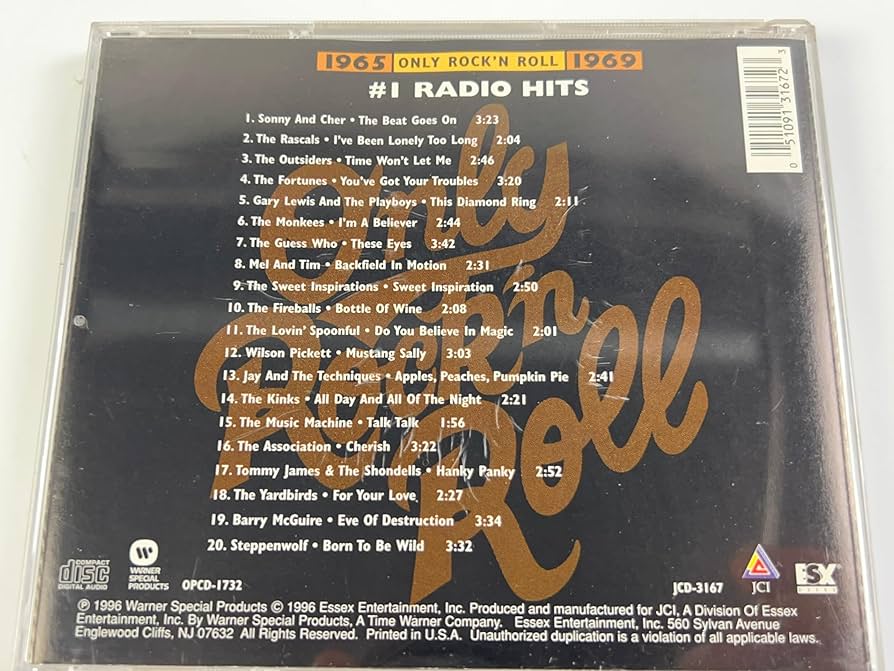 1965 ONLY ROCK'N ROLL 1969
#1 RADIO HITS
1. Sonny And Cher • The Beat Goes On 3:23
2. The Rascals • I've Been Lonely Too Long 2:04
3. The Outsiders • Time Won't Let Me 2:46
4. The Fortunes • You've Got Your Troubles 3:20
5. Gary Lewis And The Playboys • This Diamond Ring 2:11
6. The Monkees • I'm A Believer 2:44
7. The Guess Who • These Eyes 3:42
8. Mel And Tim • Backfield In Motion 2:31
9. The Sweet Inspirations • Sweet Inspiration 2:50
10. The Fireballs • Bottle Of Wine 2:08
11. The Lovin' Spoonful • Do You Believe In Magic 2:01
12. Wilson Pickett • Mustang Sally 3:03
13. Jay And The Techniques • Apples, Peaches, Pumpkin Pie 2:41
14. The Kinks • All Day And All Of The Night 2:21
15. The Music Machine • Talk Talk 1:56
16. The Association • Cherish 3:22
17. Tommy James & The Shondells • Hanky Panky 2:52
18. The Yardbirds • For Your Love 2:27
19. Barry McGuire • Eve Of Destruction 3:34
20. Steppenwolf • Born To Be Wild 3:32
Only
Rock'n
Roll
0 51091 31672 3
COMPACT
disc
DIGITAL AUDIO
WARNER
SPECIAL
PRODUCTS
OPCD-1732
JCD-3167
JCI
ESX
℗ 1996 Warner Special Products © 1996 Essex Entertainment, Inc. Produced and manufactured for JCI, A Division Of Essex
Entertainment, Inc. By Warner Special Products, A Time Warner Company. Essex Entertainment, Inc. 560 Sylvan Avenue
Englewood Cliffs, NJ 07632 All Rights Reserved. Printed in U.S.A. Unauthorized duplication is a violation of all applicable laws.